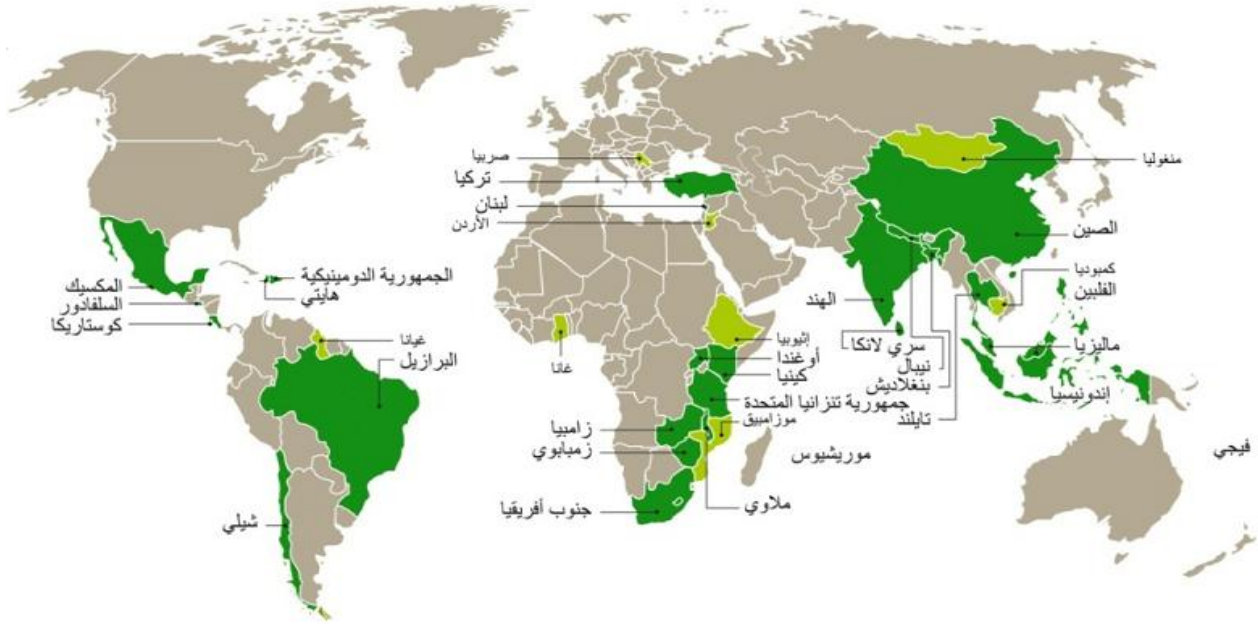 صربيا
تركيا
لبنان
الأردن
منغوليا
الصين
كمبوديا
الفلبين
الهند
سري لانكا
نيبال
بنغلاديش
تايلند
ماليزيا
إندونيسيا
فيجي
إثيوبيا
أوغندا
كينيا
جمهورية تنزانيا المتحدة
موزامبيق
موريشيوس
ملاوي
غانا
زامبيا
زمبابوي
جنوب أفريقيا
الجمهورية الدومينيكية
هايتي
المكسيك
السلفادور
كوستاريكا
غيانا
البرازيل
شيلي